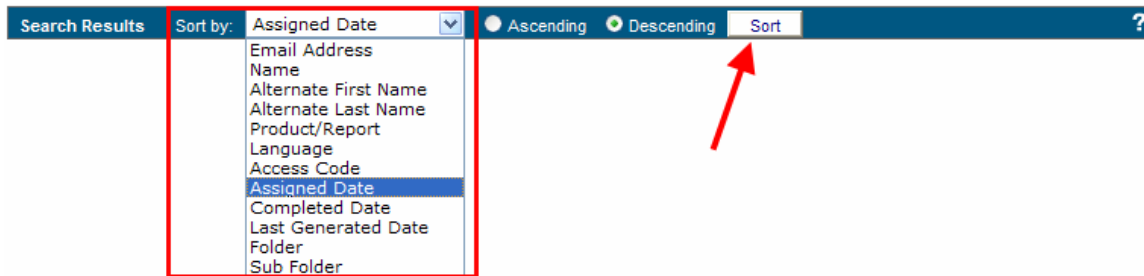 Search Results Sort by: Assigned Date Ascending Descending Sort ?
Email Address
Name
Alternate First Name
Alternate Last Name
Product/Report
Language
Access Code
Assigned Date
Completed Date
Last Generated Date
Folder
Sub Folder